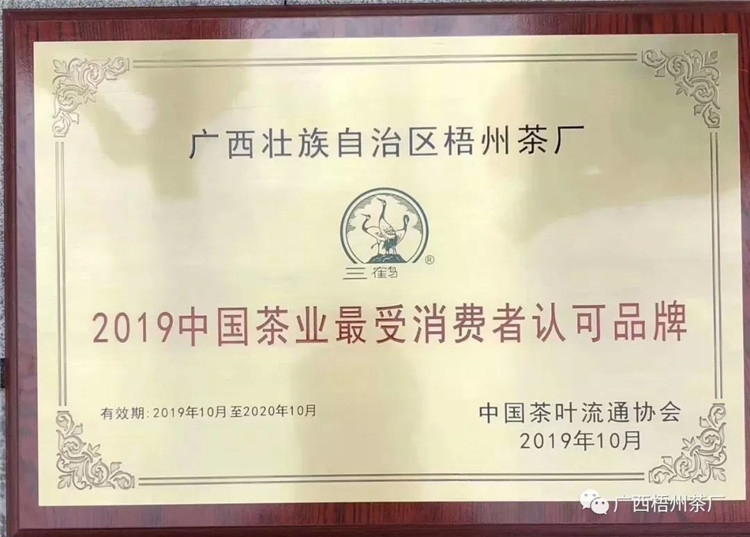 广西壮族自治区梧州茶厂
三鹤®
2019中国茶业最受消费者认可品牌
有效期:2019年10月至2020年10月
中国茶叶流通协会
2019年10月
广西梧州茶厂